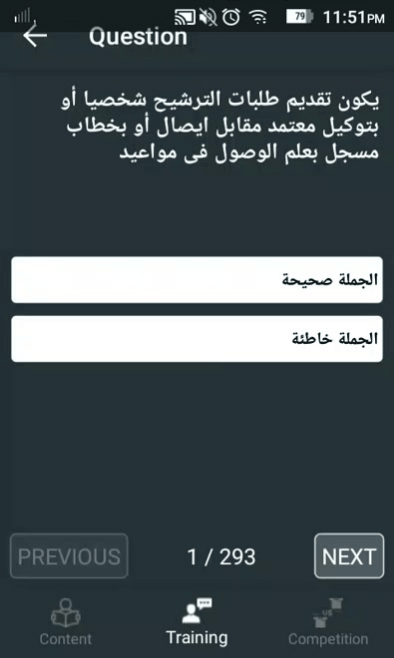 79 11:51PM
Question
يكون تقديم طلبات الترشيح شخصيا أو
بتوكيل معتمد مقابل ايصال أو بخطاب
مسجل بعلم الوصول فى مواعيد
الجملة صحيحة
الجملة خاطئة
PREVIOUS 1 / 293 NEXT
Content Training Competition